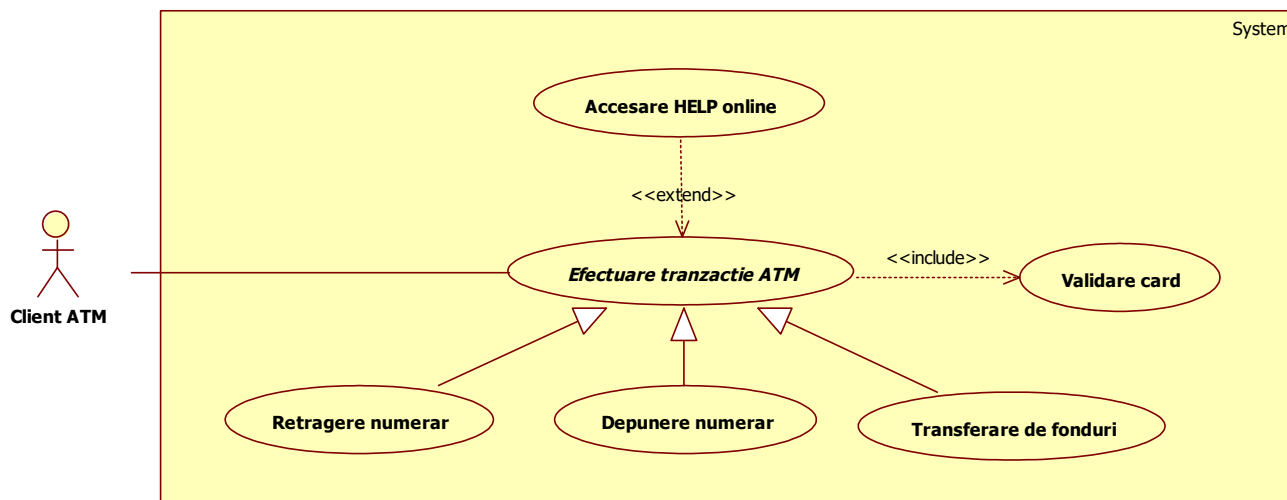 System
Accesare HELP online
<<extend>>
Efectuare tranzactie ATM
<<include>>
Validare card
Client ATM
Retragere numerar
Depunere numerar
Transferare de fonduri